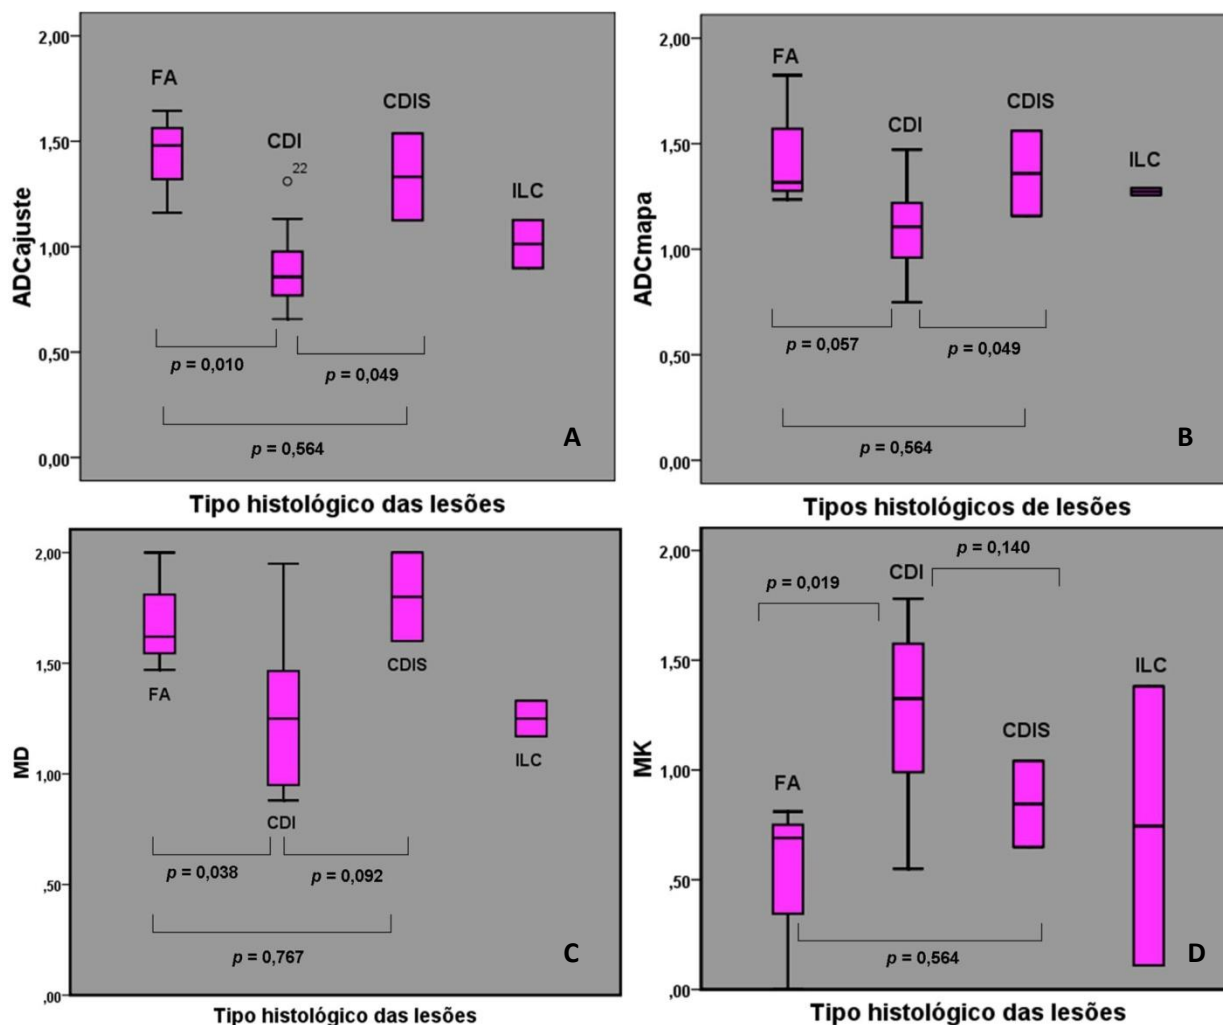 2,00
1,50
1,00
0,50
0,00
ADCajuste
FA
CDI
22
CDIS
ILC
p = 0,010
p = 0,049
p = 0,564
A
Tipo histológico das lesões
2,00
1,50
1,00
0,50
0,00
ADCmapa
FA
CDI
CDIS
ILC
p = 0,057
p = 0,049
p = 0,564
B
Tipos histológicos de lesões
2,00
1,50
1,00
,50
,00
MD
FA
CDI
CDIS
ILC
p = 0,038
p = 0,092
p = 0,767
C
Tipo histológico das lesões
2,00
1,50
1,00
,50
,00
MK
p = 0,019
p = 0,140
FA
CDI
CDIS
ILC
p = 0,564
D
Tipo histológico das lesões